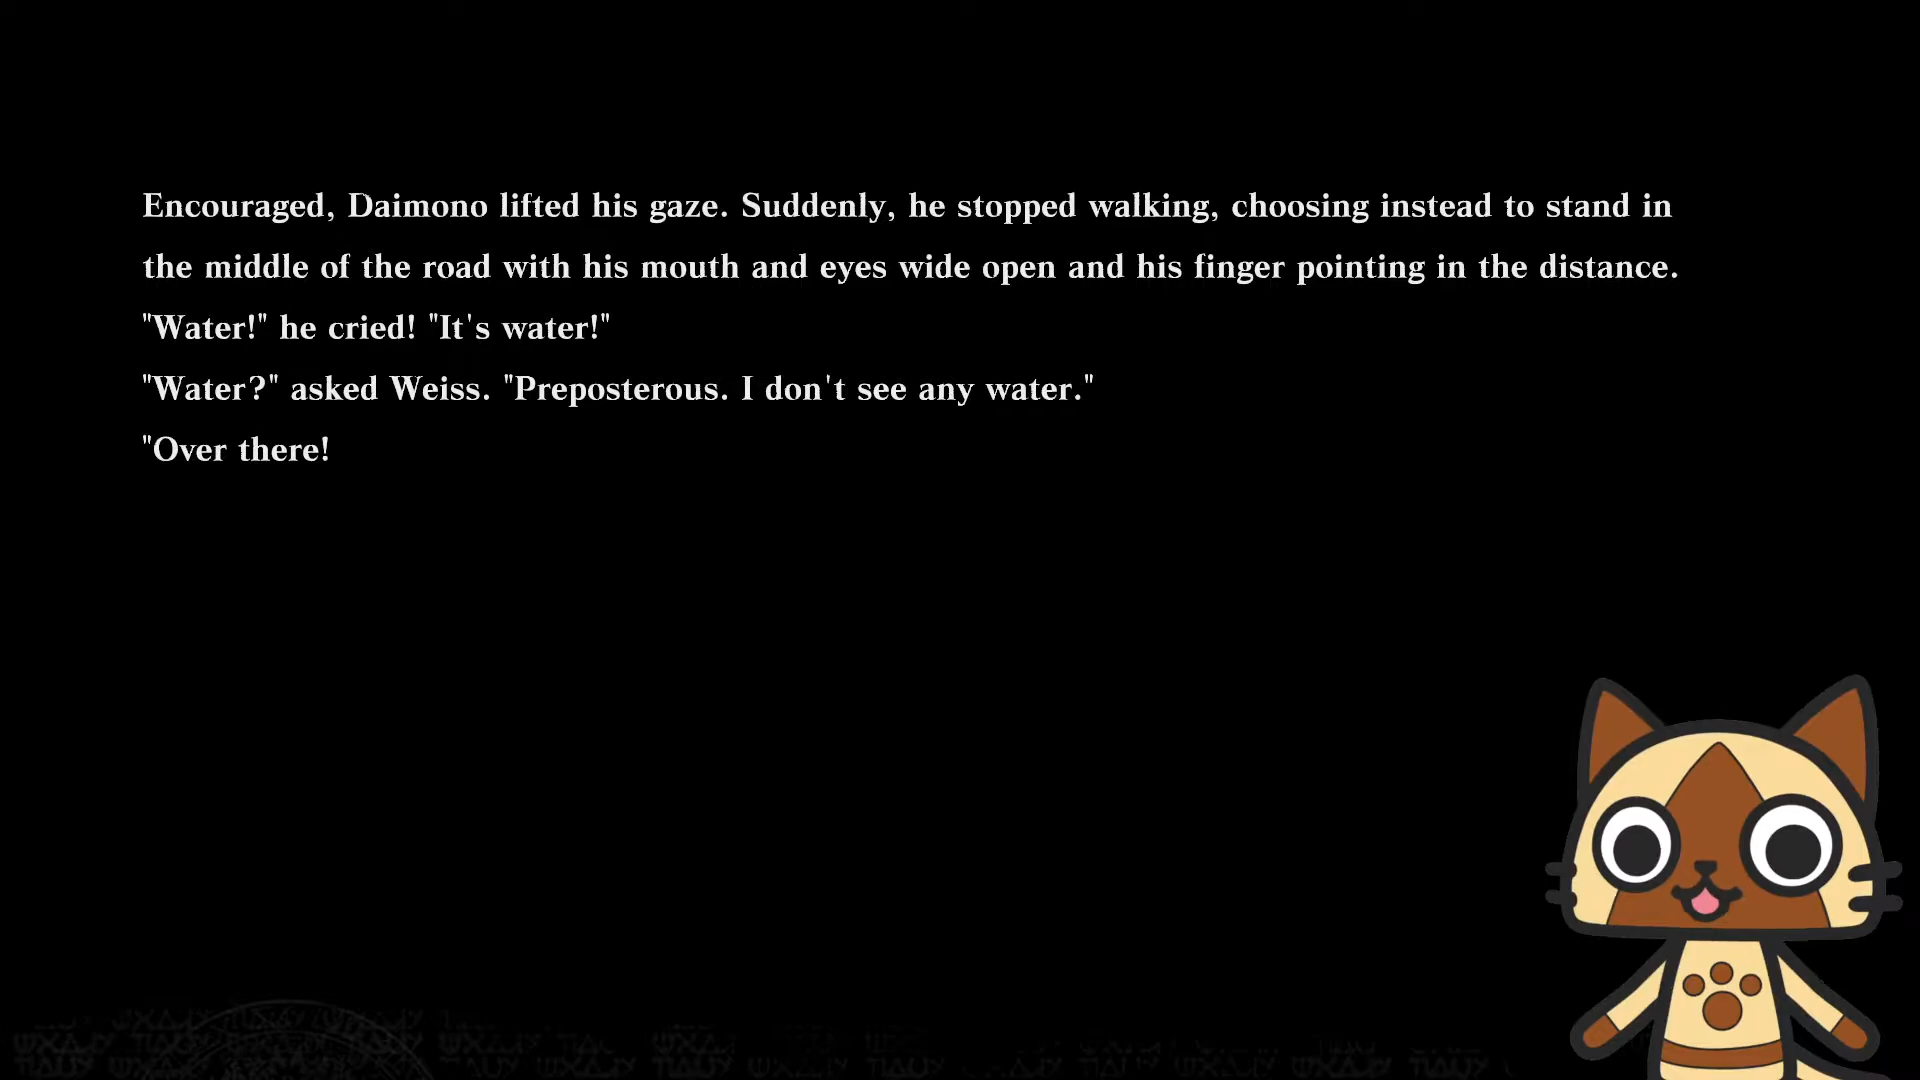 Encouraged, Daimono lifted his gaze. Suddenly, he stopped walking, choosing instead to stand in
the middle of the road with his mouth and eyes wide open and his finger pointing in the distance.
"Water!" he cried! "It's water!"
"Water?" asked Weiss. "Preposterous. I don't see any water."
"Over there!